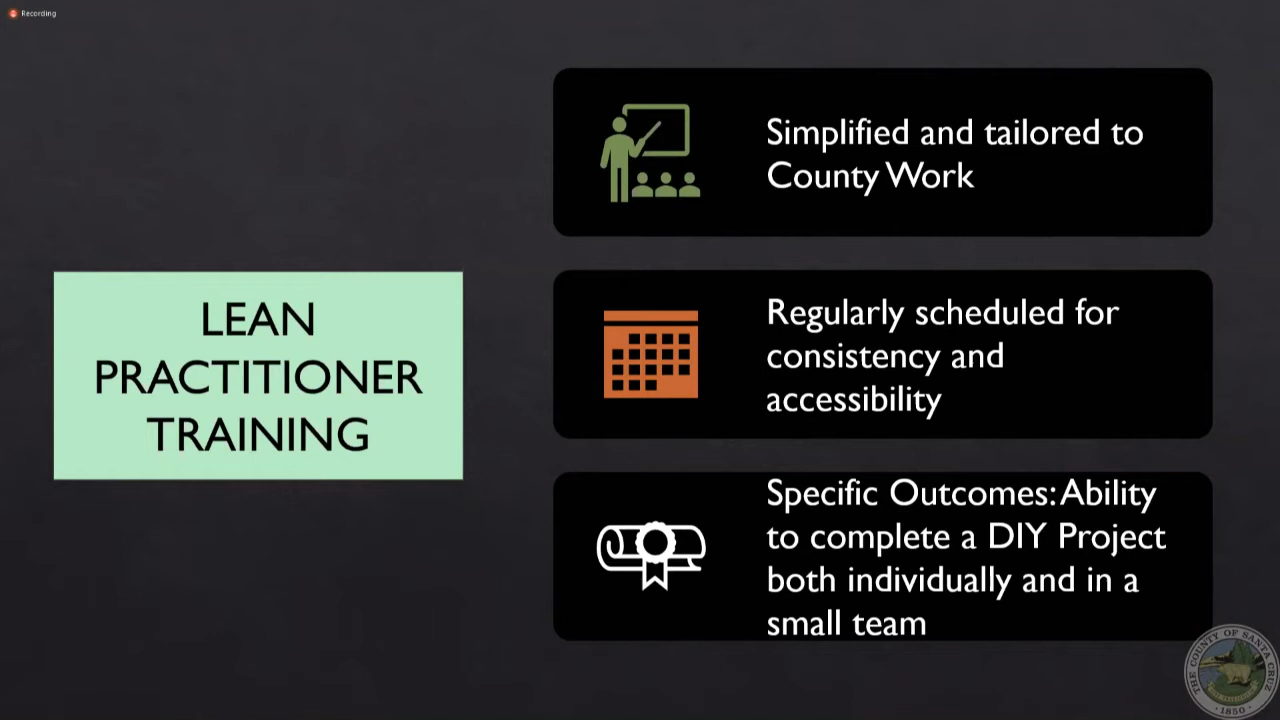 Recording
LEAN
PRACTITIONER
TRAINING
Simplified and tailored to
County Work
Regularly scheduled for
consistency and
accessibility
Specific Outcomes: Ability
to complete a DIY Project
both individually and in a
small team
THE COUNTY OF SANTA CRUZ
1850